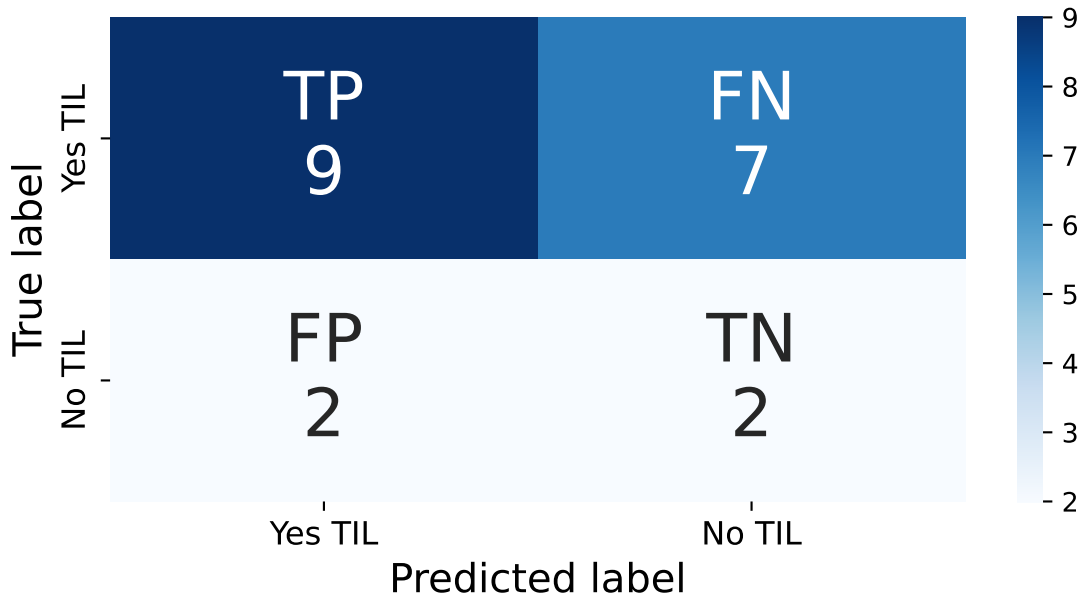 True label
Yes TIL
No TIL
TP
9
FN
7
FP
2
TN
2
Yes TIL
No TIL
Predicted label
9
8
7
6
5
4
3
2